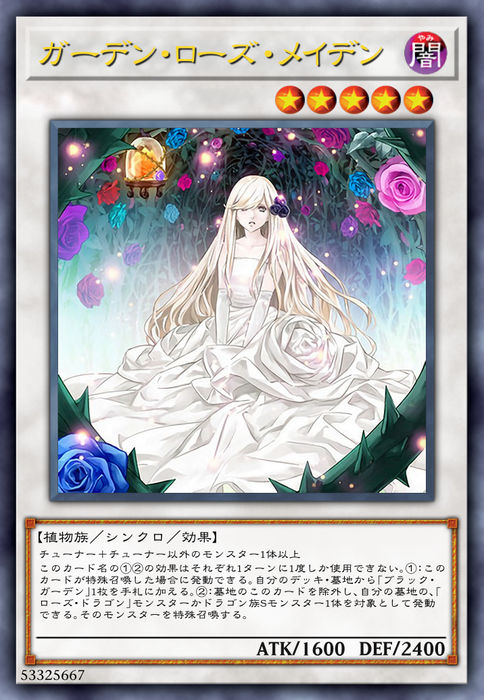 ガーデン・ローズ・メイデン
やみ
闇
【植物族／シンクロ／効果】
チューナー＋チューナー以外のモンスター1体以上
このカード名の①②の効果はそれぞれ1ターンに1度しか使用できない。①：こ
のカードが特殊召喚した場合に発動できる。自分のデッキ・墓地から「ブラック・
ガーデン」1枚を手札に加える。②：墓地のこのカードを除外し、自分の墓地の、「
ローズ・ドラゴン」モンスターかドラゴン族Sモンスター1体を対象として発動
できる。そのモンスターを特殊召喚する。
ATK/1600 DEF/2400
53325667